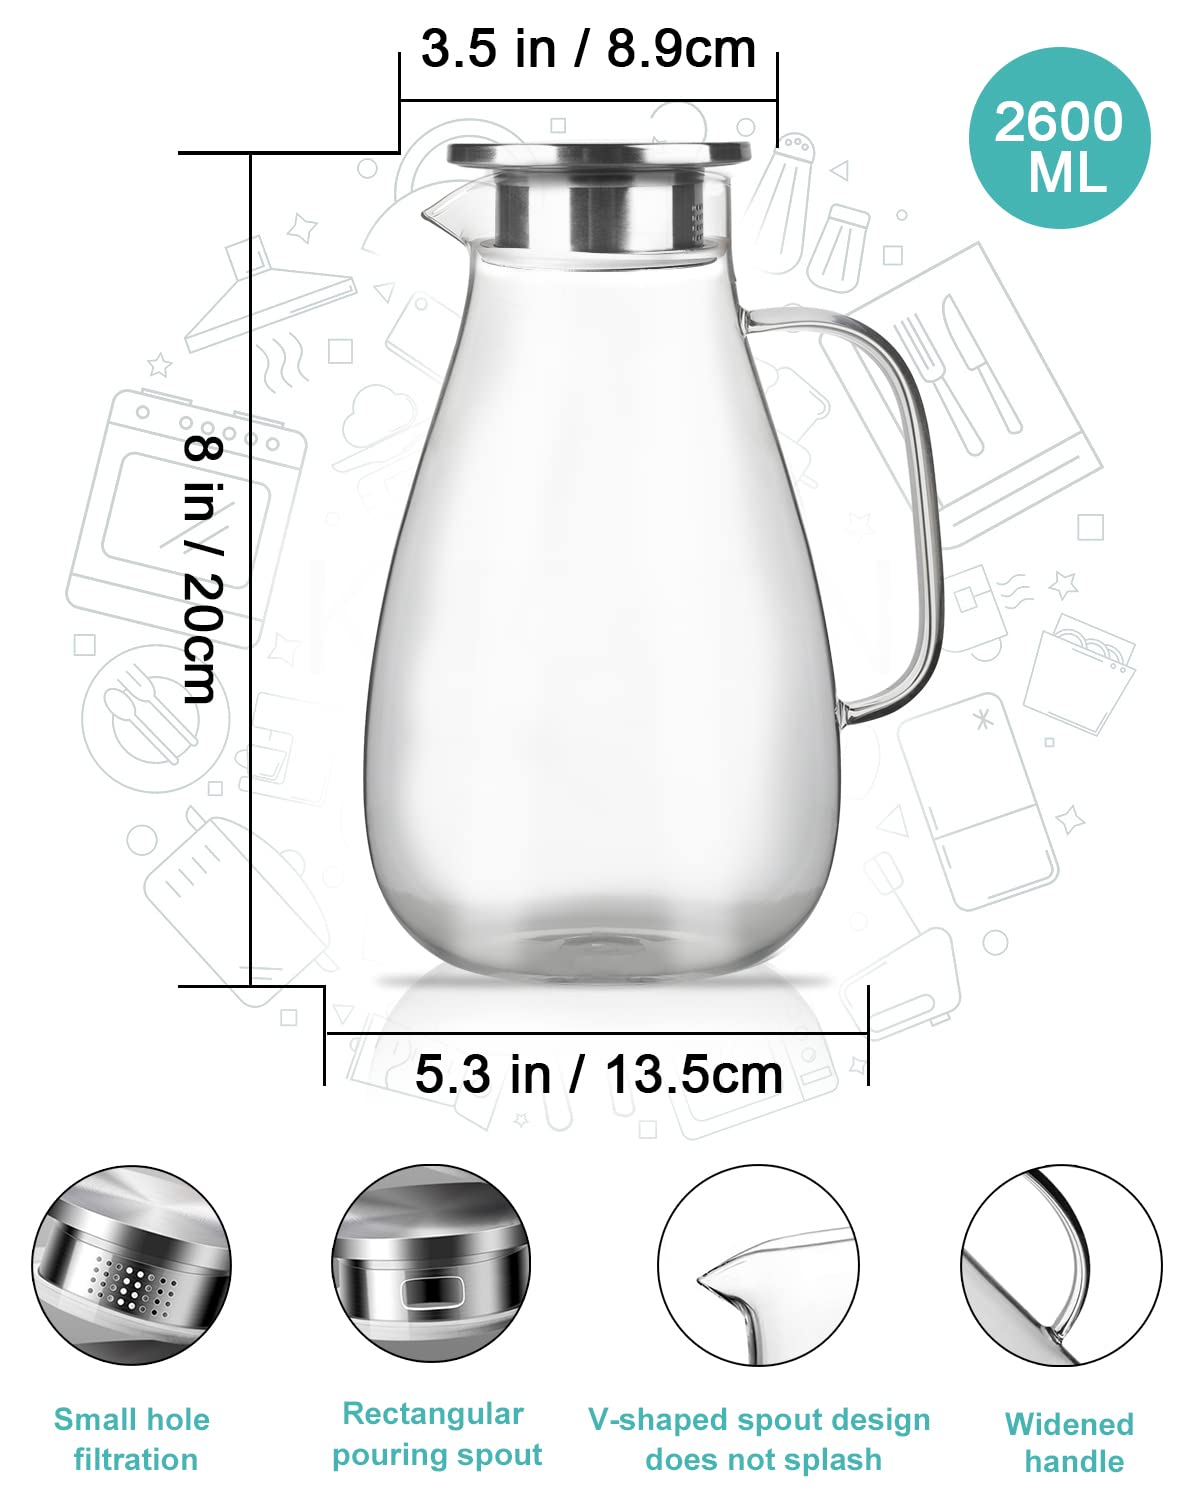 3.5 in / 8.9cm
2600
ML
8 in / 20cm
5.3 in / 13.5cm
Small hole
filtration
Rectangular
pouring spout
V-shaped spout design
does not splash
Widened
handle